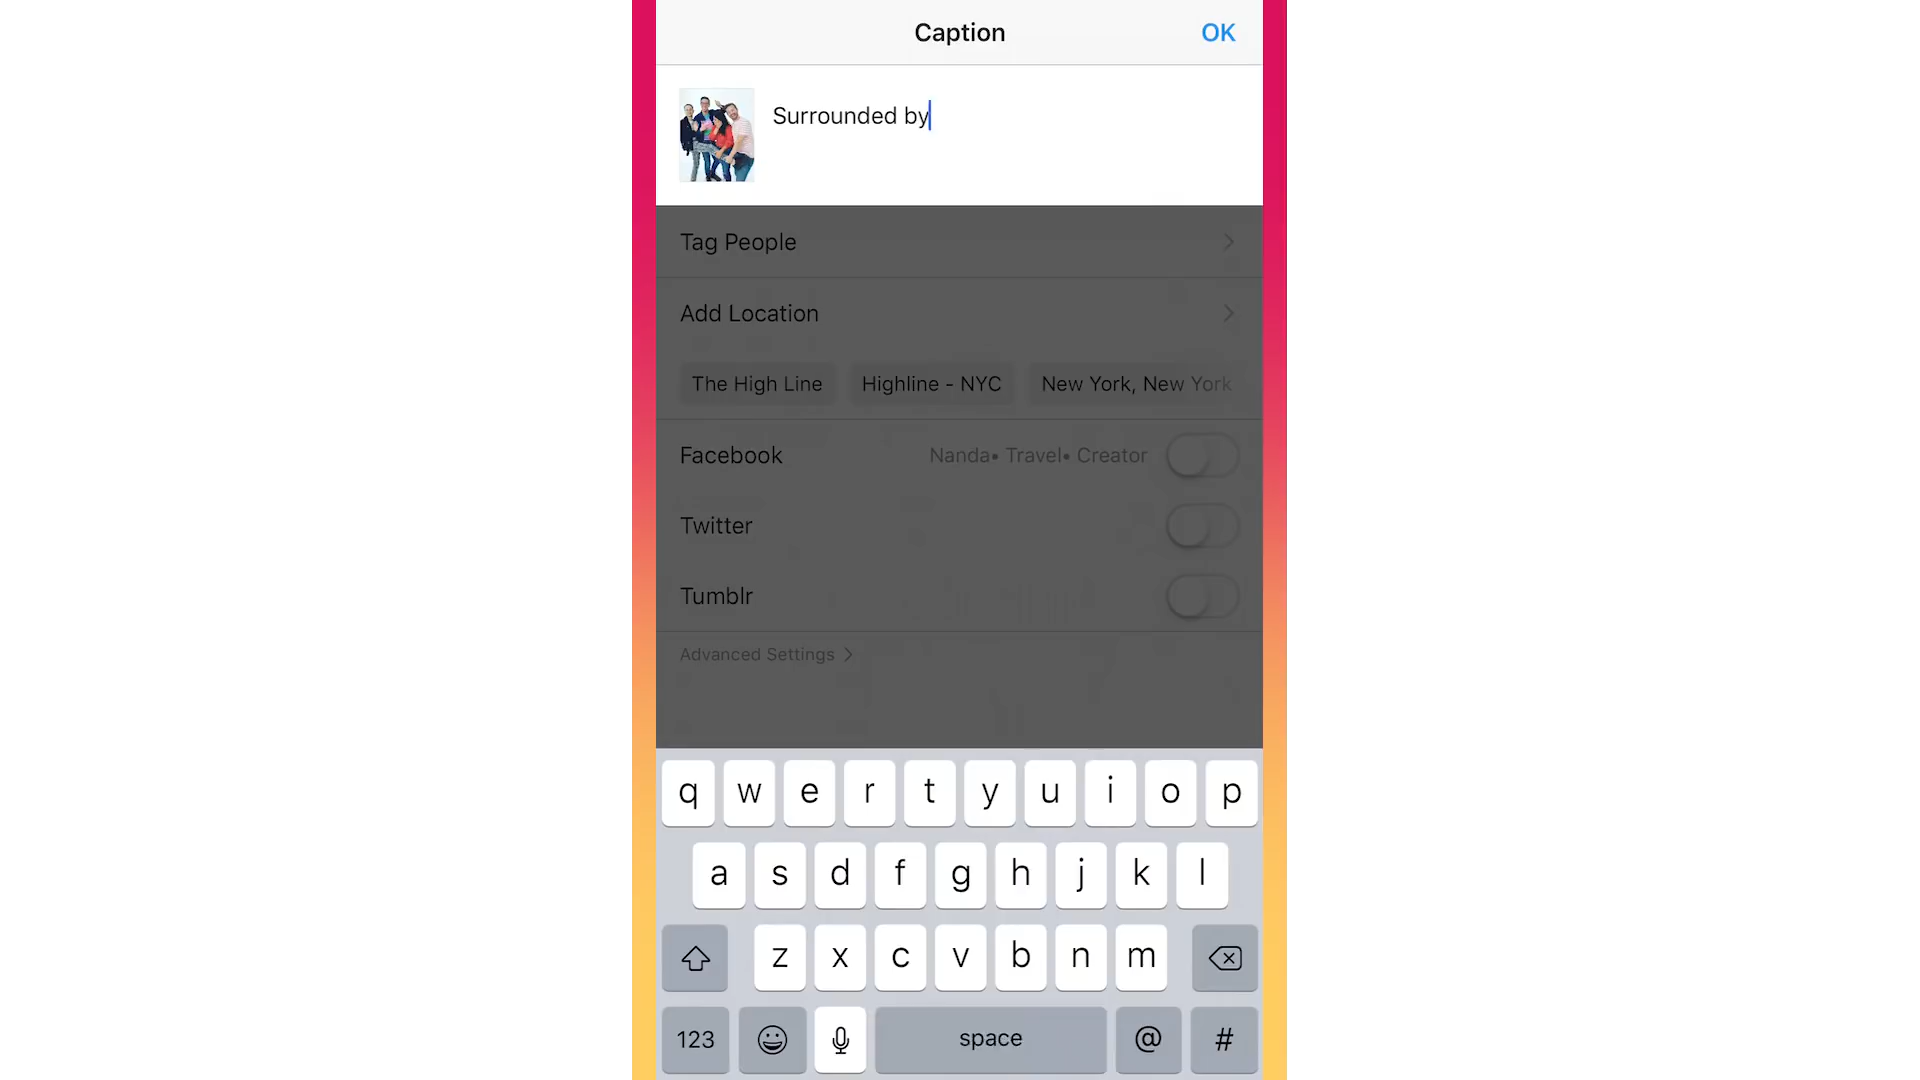 Caption OK
Surrounded by
Tag People
Add Location
The High Line Highline - NYC New York, New York
Facebook Nanda• Travel• Creator
Twitter
Tumblr
Advanced Settings
q w e r t y u i o p
a s d f g h j k l
z x c v b n m
123 space @ #